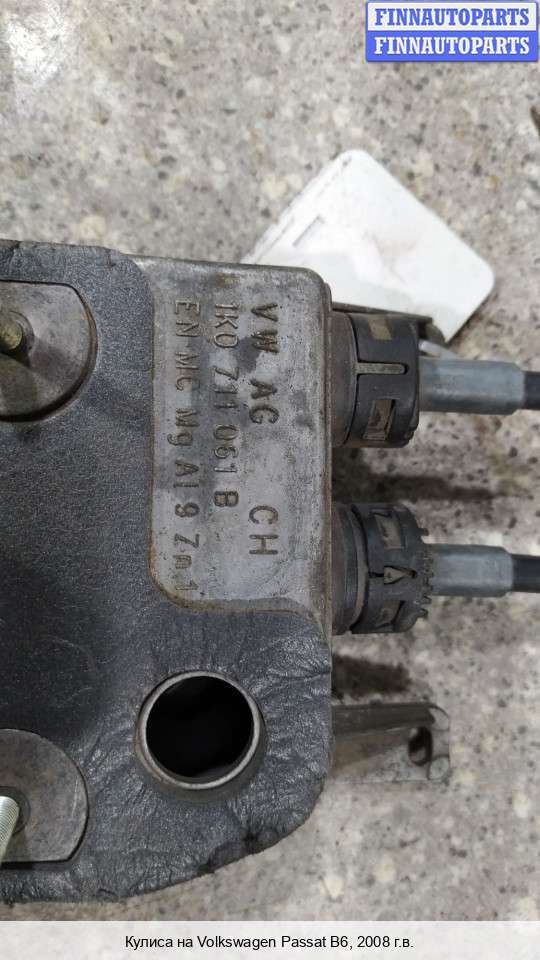 FINNAUTOPARTS
FINNAUTOPARTS
VW AG CH
1K0 711 061 B
EN MC Mg Al 9 Zn 1
Кулиса на Volkswagen Passat B6, 2008 г.в.